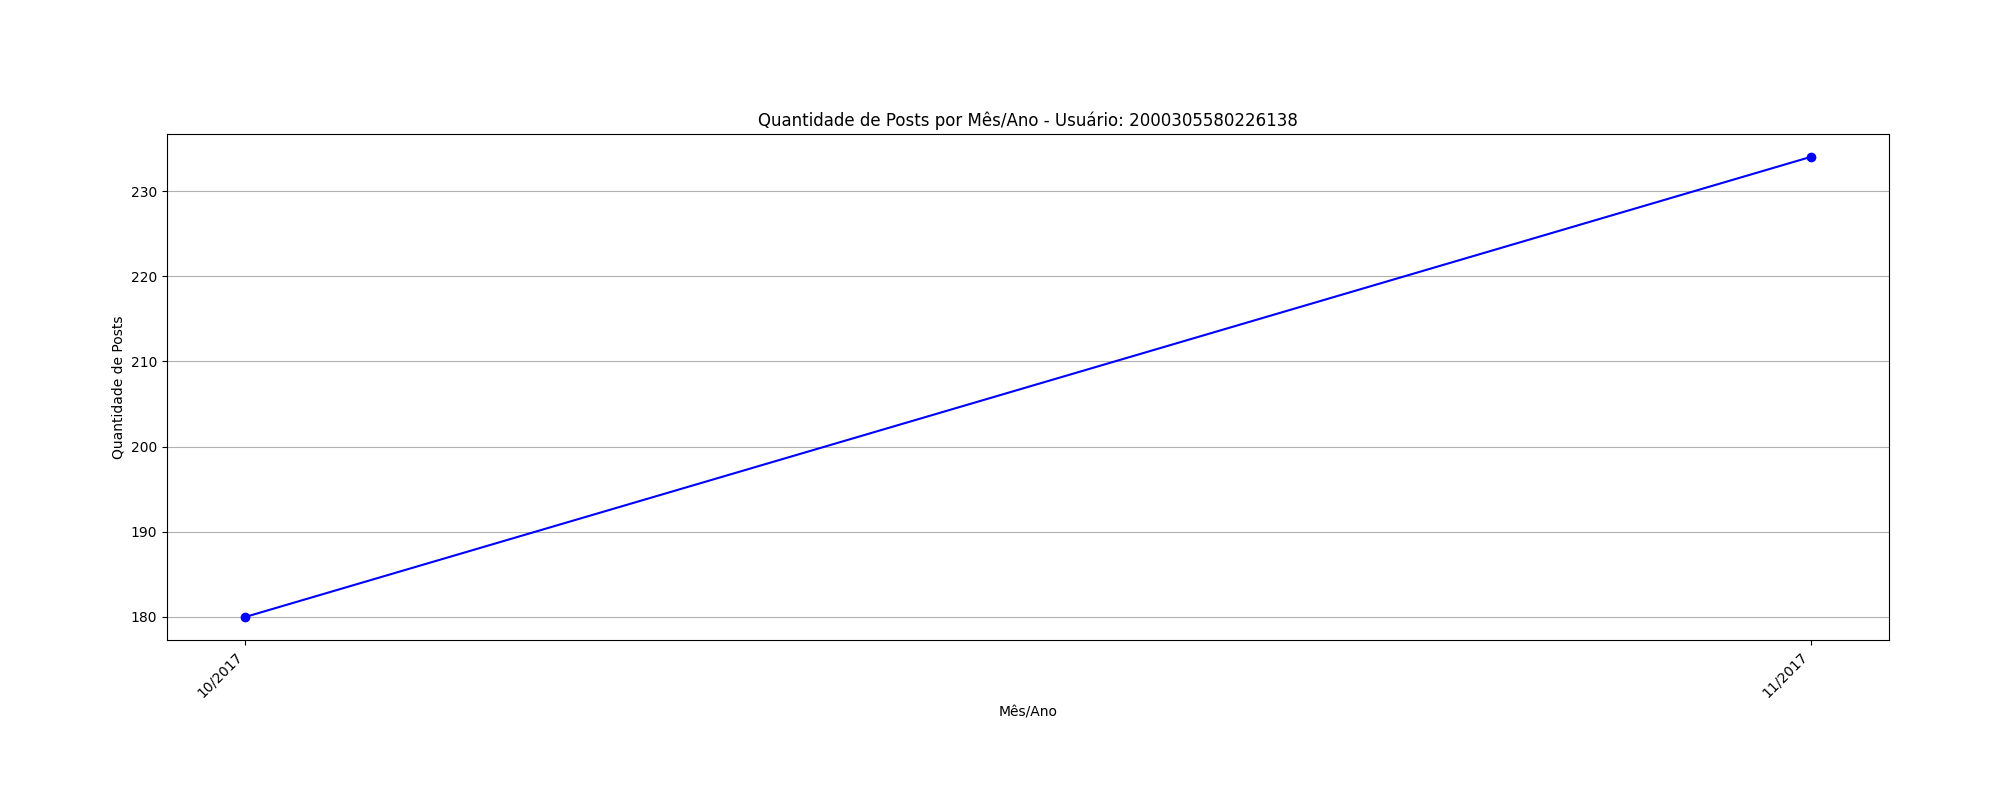 Quantidade de Posts por Mês/Ano - Usuário: 2000305580226138
Quantidade de Posts
230
220
210
200
190
180
10/2017
11/2017
Mês/Ano